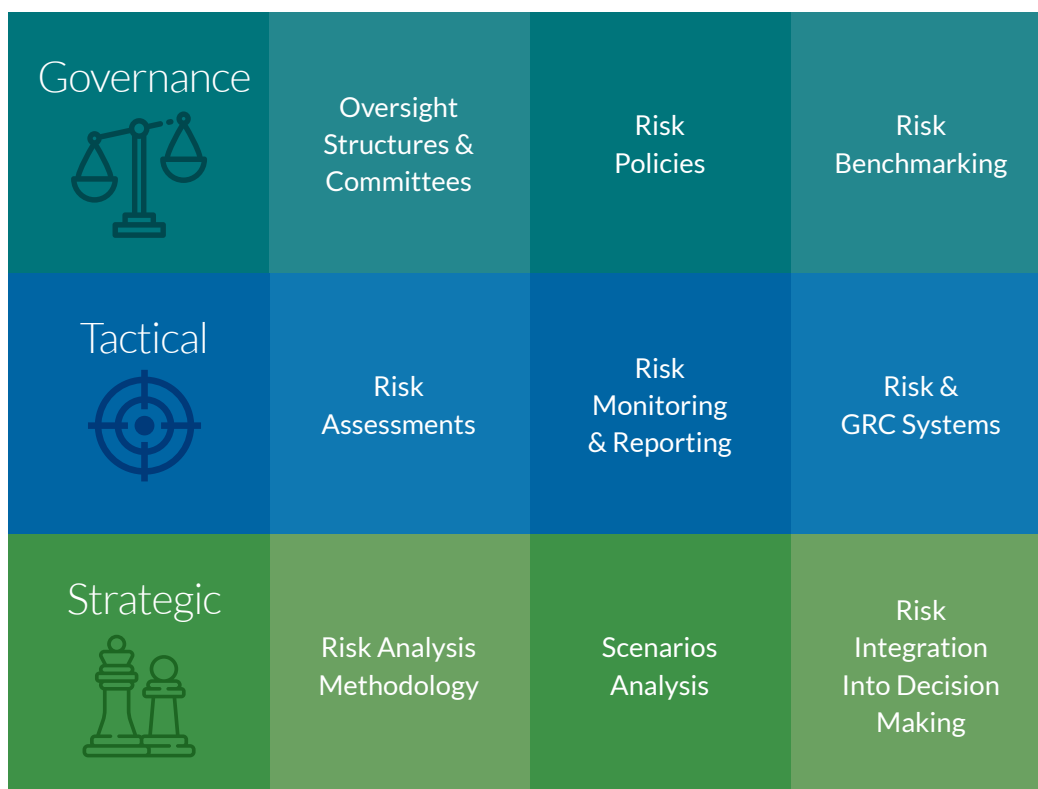 Governance
Oversight
Structures &
Committees
Risk
Policies
Risk
Benchmarking
Tactical
Risk
Assessments
Risk
Monitoring
& Reporting
Risk &
GRC Systems
Strategic
Risk Analysis
Methodology
Scenarios
Analysis
Risk
Integration
Into Decision
Making